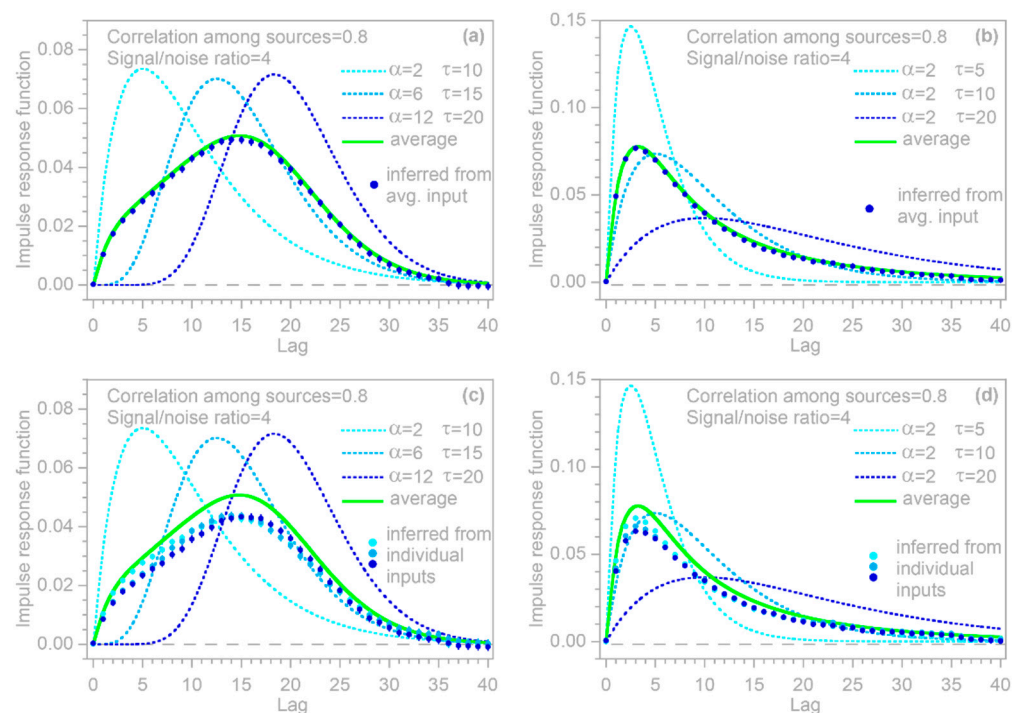 Correlation among sources=0.8 (a)
Signal/noise ratio=4
α=2 τ=10
α=6 τ=15
α=12 τ=20
average
inferred from
avg. input
Impulse response function
0.08
0.06
0.04
0.02
0.00
0 5 10 15 20 25 30 35 40
Lag
Correlation among sources=0.8 (b)
Signal/noise ratio=4
α=2 τ=5
α=2 τ=10
α=2 τ=20
average
inferred from
avg. input
Impulse response function
0.15
0.10
0.05
0.00
0 5 10 15 20 25 30 35 40
Lag
Correlation among sources=0.8 (c)
Signal/noise ratio=4
α=2 τ=10
α=6 τ=15
α=12 τ=20
average
inferred from
individual
inputs
Impulse response function
0.08
0.06
0.04
0.02
0.00
0 5 10 15 20 25 30 35 40
Lag
Correlation among sources=0.8 (d)
Signal/noise ratio=4
α=2 τ=5
α=2 τ=10
α=2 τ=20
average
inferred from
individual
inputs
Impulse response function
0.15
0.10
0.05
0.00
0 5 10 15 20 25 30 35 40
Lag